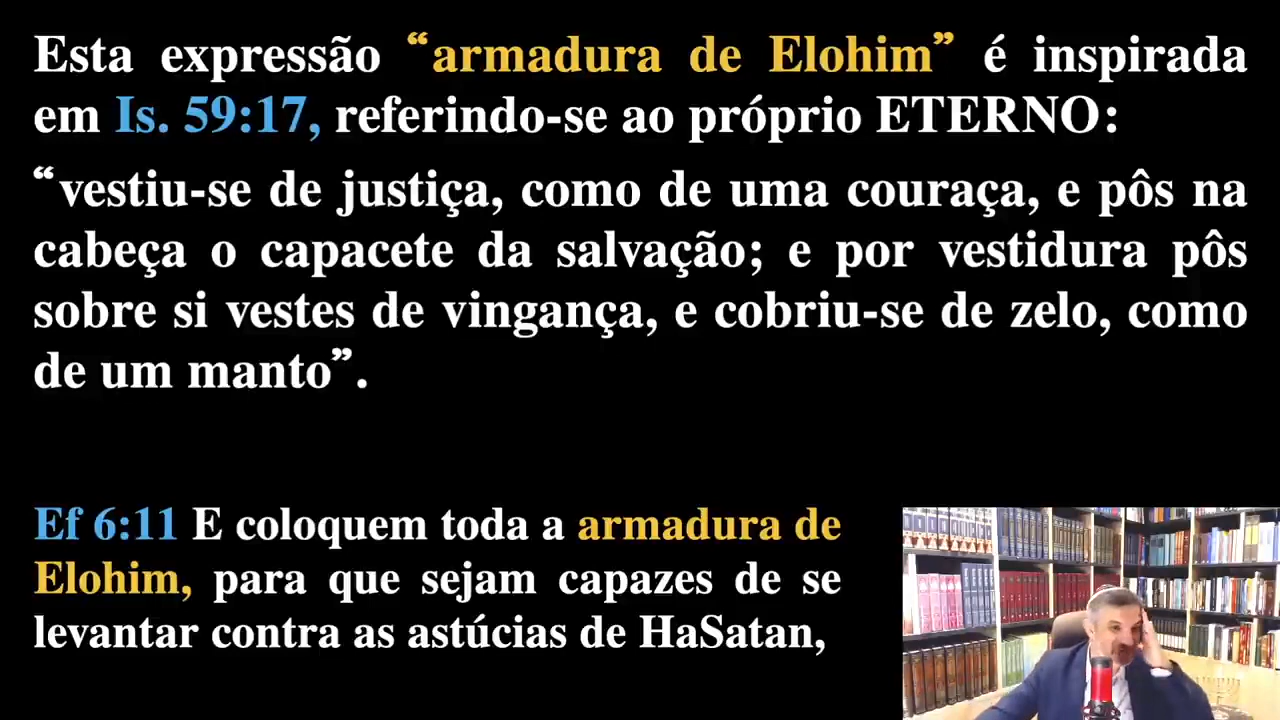 Esta expressão “armadura de Elohim” é inspirada
em Is. 59:17, referindo-se ao próprio ETERNO:
“vestiu-se de justiça, como de uma couraça, e pôs na
cabeça o capacete da salvação; e por vestidura pôs
sobre si vestes de vingança, e cobriu-se de zelo, como
de um manto”.
Ef 6:11 E coloquem toda a armadura de
Elohim, para que sejam capazes de se
levantar contra as astúcias de HaSatan,